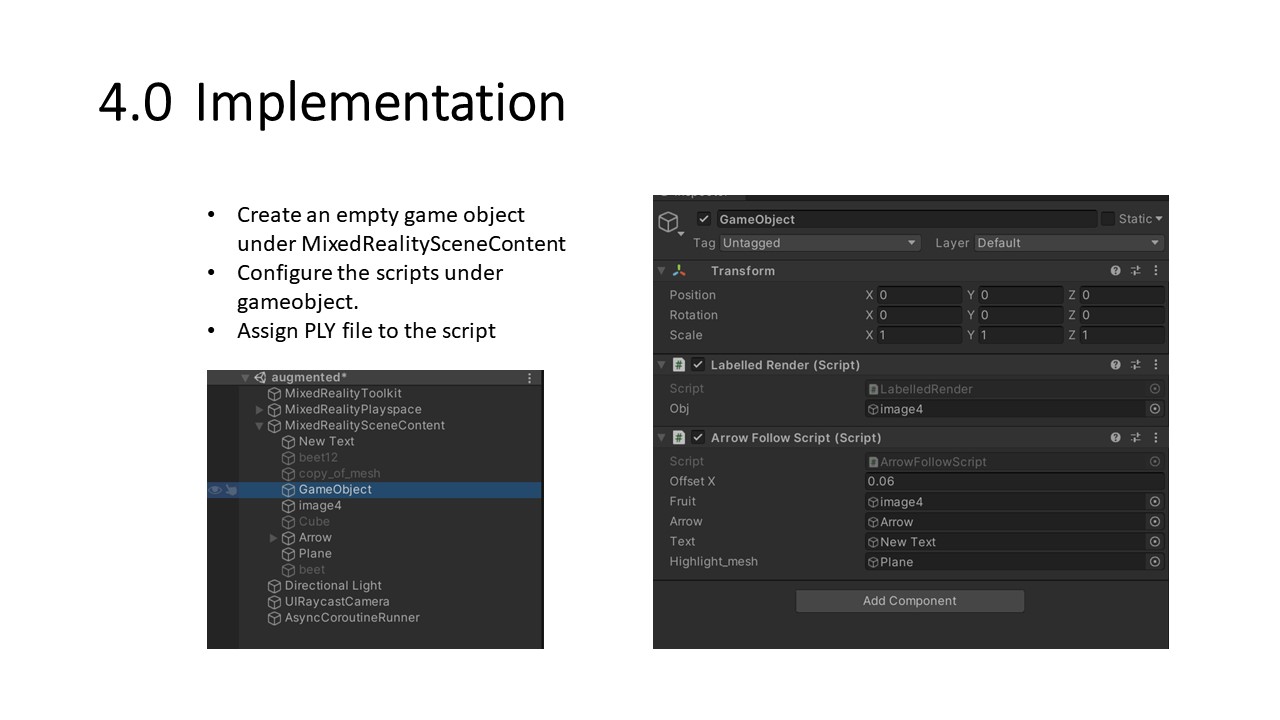 4.0 Implementation
• Create an empty game object
under MixedRealitySceneContent
• Configure the scripts under
gameobject.
• Assign PLY file to the script
augmented*
MixedRealityToolkit
MixedRealityPlayspace
MixedRealitySceneContent
New Text
beet12
copy_of_mesh
GameObject
image4
Cube
Arrow
Plane
beet
Directional Light
UIRaycastCamera
AsyncCoroutineRunner
GameObject Static
Tag Untagged Layer Default
Transform
Position X 0 Y 0 Z 0
Rotation X 0 Y 0 Z 0
Scale X 1 Y 1 Z 1
Labelled Render (Script)
Script LabelledRender
Obj image4
Arrow Follow Script (Script)
Script ArrowFollowScript
Offset X 0.06
Fruit image4
Arrow Arrow
Text New Text
Highlight_mesh Plane
Add Component